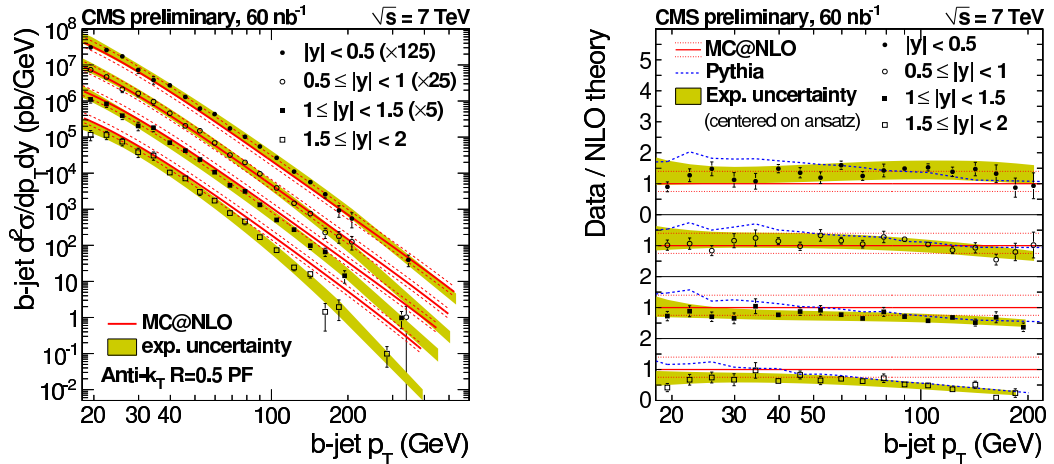 CMS preliminary, 60 nb⁻¹ √s = 7 TeV
b-jet d²σ/dp_T dy (pb/GeV)
10⁸
10⁷
10⁶
10⁵
10⁴
10³
10²
10
1
10⁻¹
10⁻²
|y| < 0.5 (×125)
0.5 ≤ |y| < 1 (×25)
1 ≤ |y| < 1.5 (×5)
1.5 ≤ |y| < 2
MC@NLO
exp. uncertainty
Anti-k_T R=0.5 PF
20 30 40 100 200
b-jet p_T (GeV)
CMS preliminary, 60 nb⁻¹ √s = 7 TeV
Data / NLO theory
MC@NLO
Pythia
Exp. uncertainty
(centered on ansatz)
|y| < 0.5
0.5 ≤ |y| < 1
1 ≤ |y| < 1.5
1.5 ≤ |y| < 2
5
4
3
2
1
0
2
1
2
1
2
1
0
20 30 40 50 100 200
b-jet p_T (GeV)